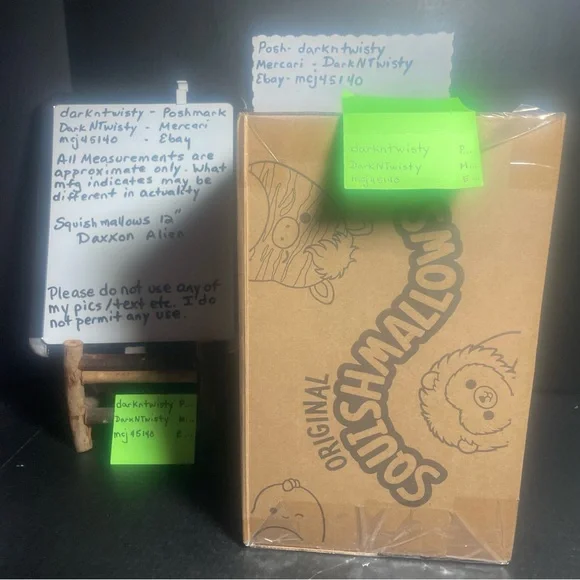 Posh- darkntwisty
Mercari - DarkNTwisty
Ebay- mcj45140
darkntwisty - Poshmark
DarkNTwisty - Mercari
mcj45140 - Ebay
All Measurements are
approximate only. What
mfg indicates may be
different in actuality
Squishmallows 12"
Daxxon Alien
Please do not use any of
my pics/text etc. I do
not permit any use.
darkntwisty P...
DarkNTwisty M...
mcj45140 E...
darkntwisty P...
DarkNTwisty M...
mcj45140 E...
ORIGINAL
SQUISHMALLOWS